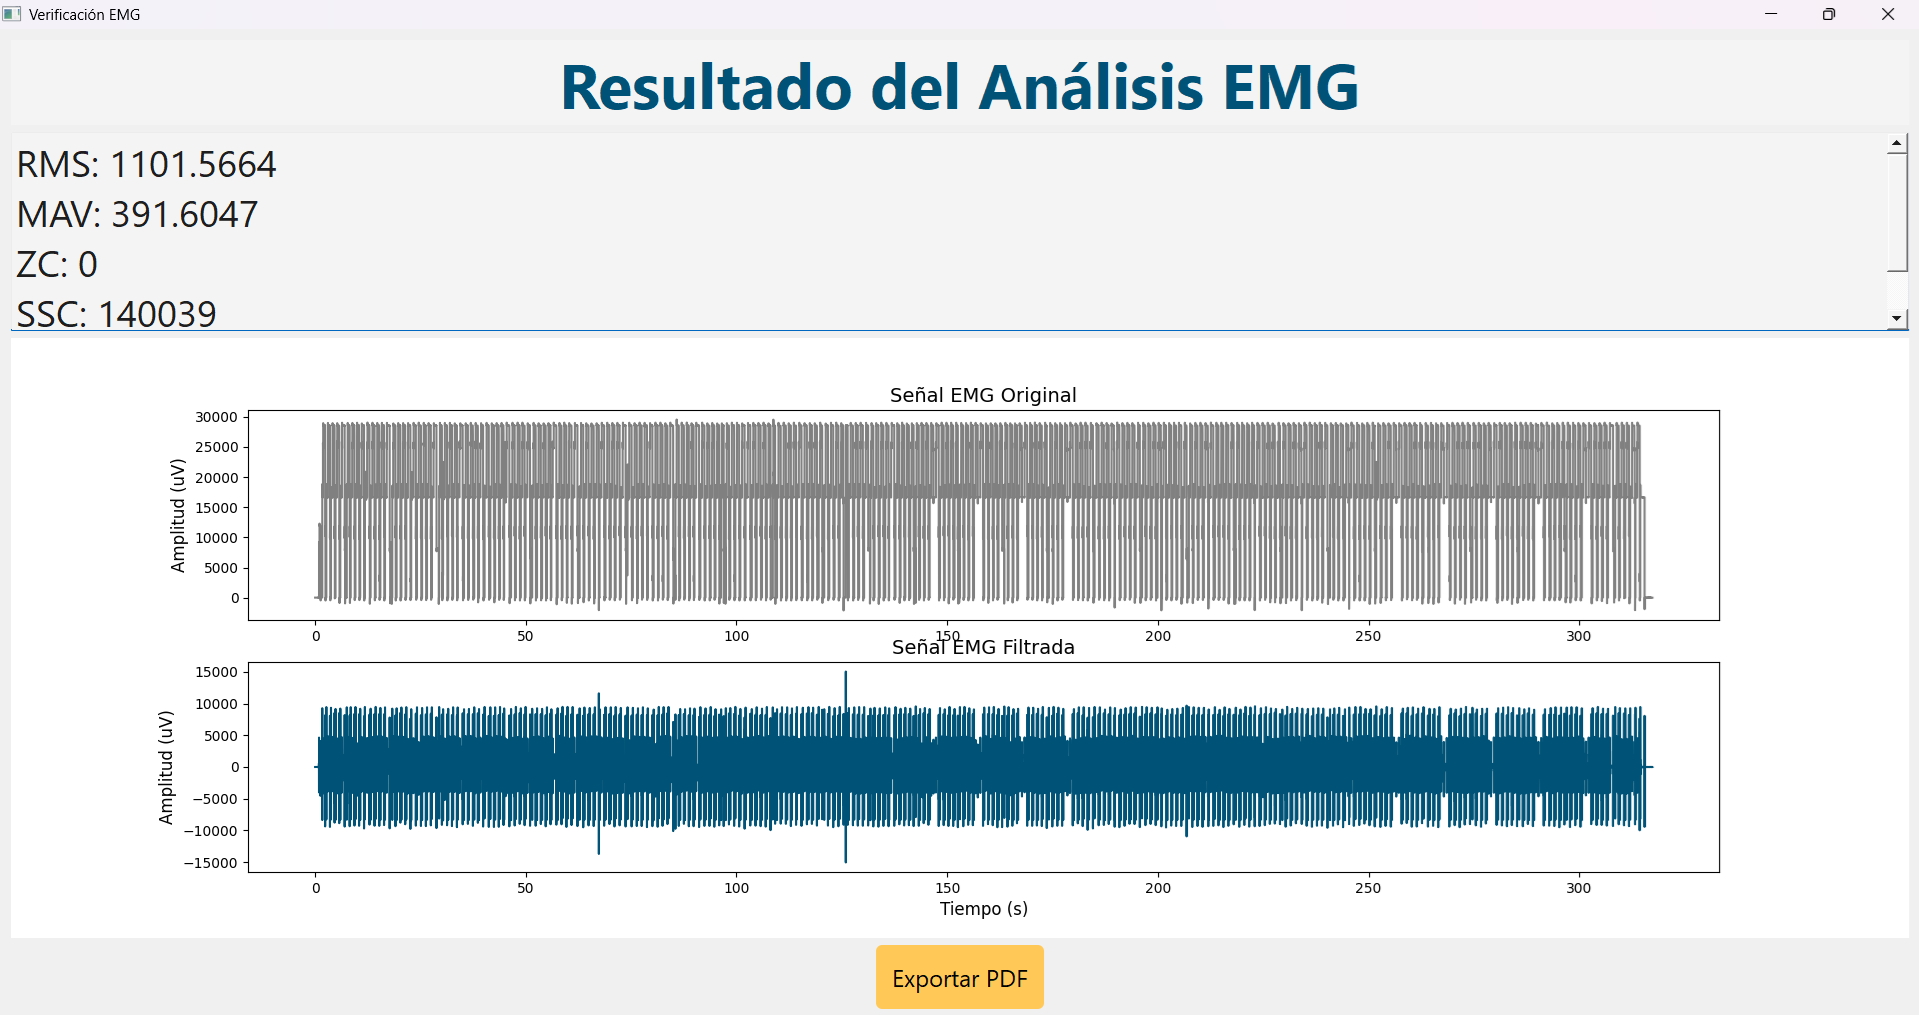 Verificación EMG
Resultado del Análisis EMG
RMS: 1101.5664
MAV: 391.6047
ZC: 0
SSC: 140039
Señal EMG Original
Amplitud (uV)
30000
25000
20000
15000
10000
5000
0
0 50 100 150 200 250 300
Señal EMG Filtrada
Amplitud (uV)
15000
10000
5000
0
−5000
−10000
−15000
0 50 100 150 200 250 300
Tiempo (s)
Exportar PDF